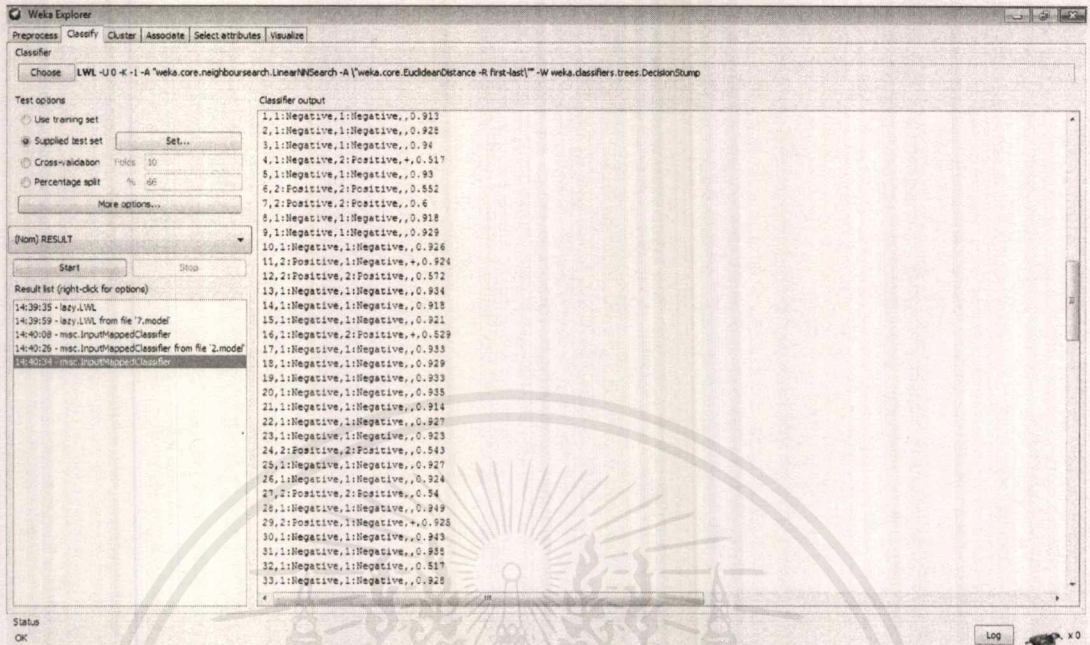 Weka Explorer
Preprocess Classify Cluster Associate Select attributes Visualize
Classifier
Choose LWL -U 0 -K -1 -A "weka.core.neighboursearch.LinearNNSearch -A \"weka.core.EuclideanDistance -R first-last\"" -W weka.classifiers.trees.DecisionStump
Test options
Use training set
Supplied test set Set...
Cross-validation Folds 10
Percentage split % 66
More options...
(Nom) RESULT
Start Stop
Result list (right-click for options)
14:39:35 - lazy.LWL
14:39:59 - lazy.LWL from file '7.model'
14:40:08 - misc.InputMappedClassifier
14:40:26 - misc.InputMappedClassifier from file '2.model'
14:40:34 - misc.InputMappedClassifier
Classifier output
1,1:Negative,1:Negative,,0.913
2,1:Negative,1:Negative,,0.928
3,1:Negative,1:Negative,,0.94
4,1:Negative,2:Positive,+,0.517
5,1:Negative,1:Negative,,0.93
6,2:Positive,2:Positive,,0.552
7,2:Positive,2:Positive,,0.6
8,1:Negative,1:Negative,,0.918
9,1:Negative,1:Negative,,0.929
10,1:Negative,1:Negative,,0.926
11,2:Positive,1:Negative,+,0.924
12,2:Positive,2:Positive,,0.572
13,1:Negative,1:Negative,,0.934
14,1:Negative,1:Negative,,0.918
15,1:Negative,1:Negative,,0.921
16,1:Negative,2:Positive,+,0.529
17,1:Negative,1:Negative,,0.933
18,1:Negative,1:Negative,,0.929
19,1:Negative,1:Negative,,0.933
20,1:Negative,1:Negative,,0.935
21,1:Negative,1:Negative,,0.914
22,1:Negative,1:Negative,,0.927
23,1:Negative,1:Negative,,0.923
24,2:Positive,2:Positive,,0.543
25,1:Negative,1:Negative,,0.927
26,1:Negative,1:Negative,,0.924
27,2:Positive,2:Positive,,0.54
28,1:Negative,1:Negative,,0.949
29,2:Positive,1:Negative,+,0.928
30,1:Negative,1:Negative,,0.943
31,1:Negative,1:Negative,,0.938
32,1:Negative,1:Negative,,0.517
33,1:Negative,1:Negative,,0.928
Status
OK
Log
x 0